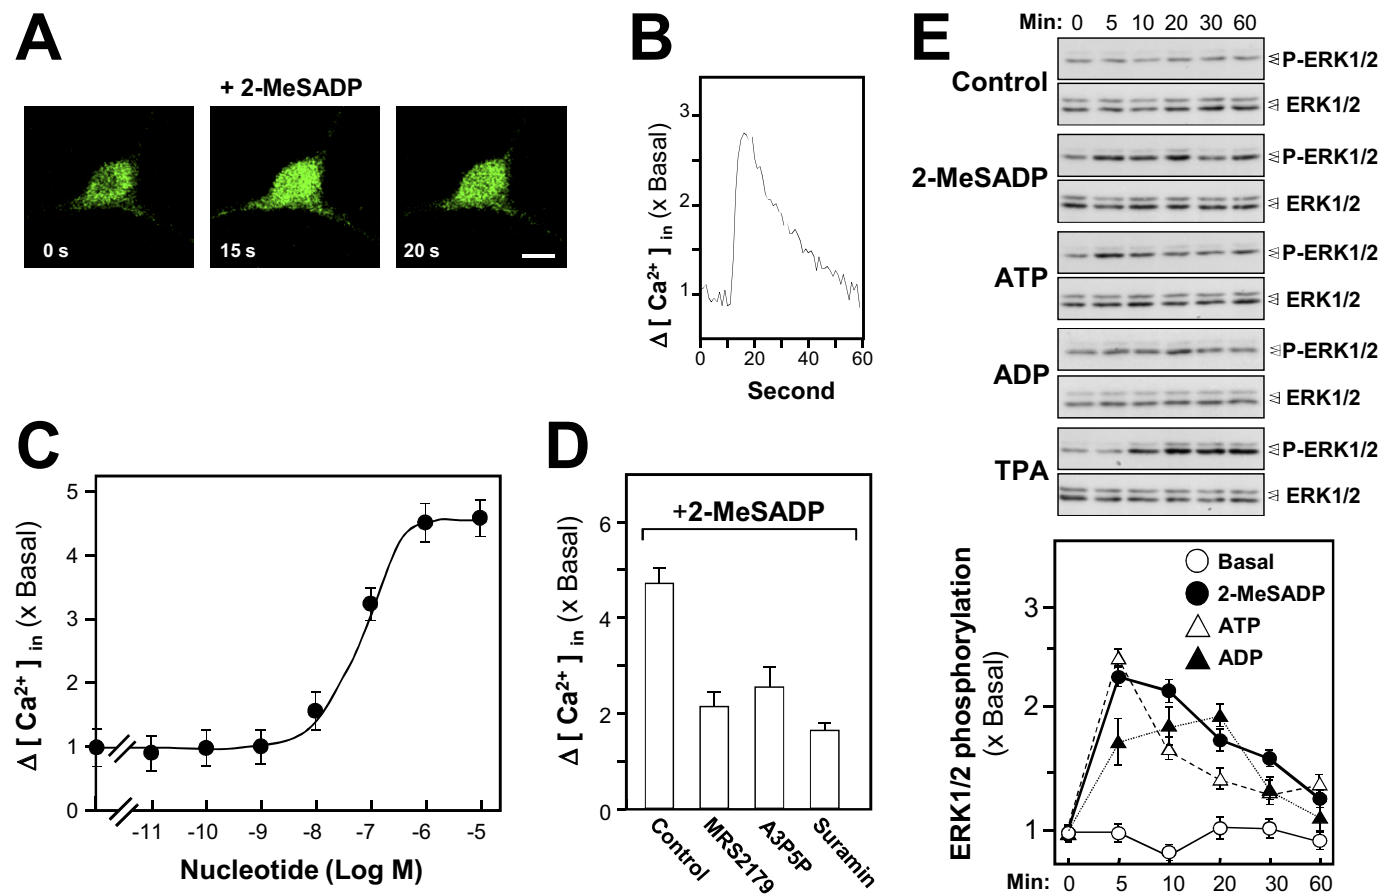 A
+ 2-MeSADP
0 s
15 s
20 s
B
Δ [ Ca²⁺ ] in (x Basal)
3
2
1
0 20 40 60
Second
C
Δ [ Ca²⁺ ] in (x Basal)
5
4
3
2
1
0
-11 -10 -9 -8 -7 -6 -5
Nucleotide (Log M)
D
Δ [ Ca²⁺ ] in (x Basal)
6
4
2
0
+2-MeSADP
Control
MRS2179
A3P5P
Suramin
E
Min: 0 5 10 20 30 60
Control
P-ERK1/2
ERK1/2
2-MeSADP
P-ERK1/2
ERK1/2
ATP
P-ERK1/2
ERK1/2
ADP
P-ERK1/2
ERK1/2
TPA
P-ERK1/2
ERK1/2
ERK1/2 phosphorylation
(x Basal)
3
2
1
Basal
2-MeSADP
ATP
ADP
Min: 0 5 10 20 30 60